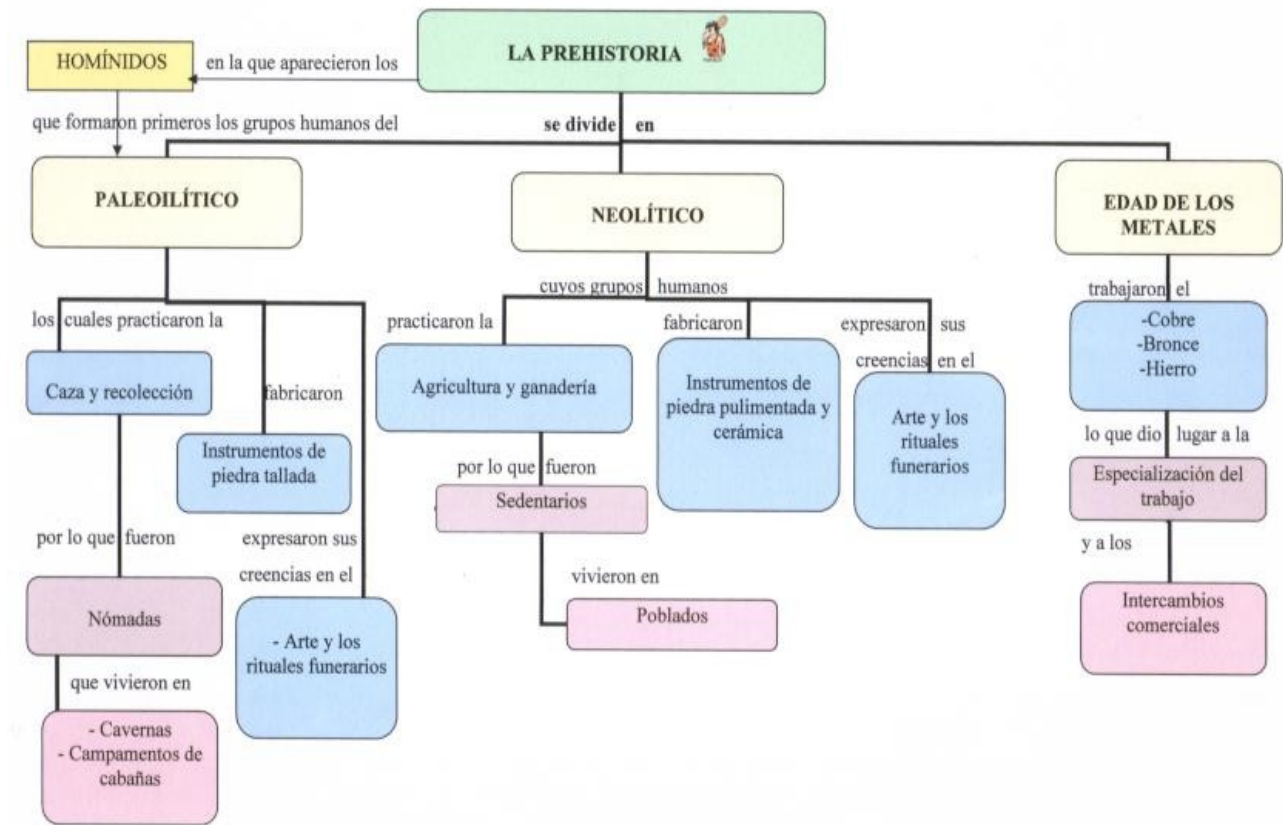 LA PREHISTORIA
HOMÍNIDOS
en la que aparecieron los
que formaron primeros los grupos humanos del
se divide en
PALEOILÍTICO
NEOLÍTICO
EDAD DE LOS
METALES
los cuales practicaron la
Caza y recolección
fabricaron
Instrumentos de
piedra tallada
por lo que fueron
Nómadas
que vivieron en
- Cavernas
- Campamentos de
cabañas
expresaron sus
creencias en el
- Arte y los
rituales funerarios
cuyos grupos humanos
practicaron la
Agricultura y ganadería
por lo que fueron
Sedentarios
vivieron en
Poblados
fabricaron
Instrumentos de
piedra pulimentada y
cerámica
expresaron sus
creencias en el
Arte y los
rituales
funerarios
trabajaron el
-Cobre
-Bronce
-Hierro
lo que dio lugar a la
Especialización del
trabajo
y a los
Intercambios
comerciales